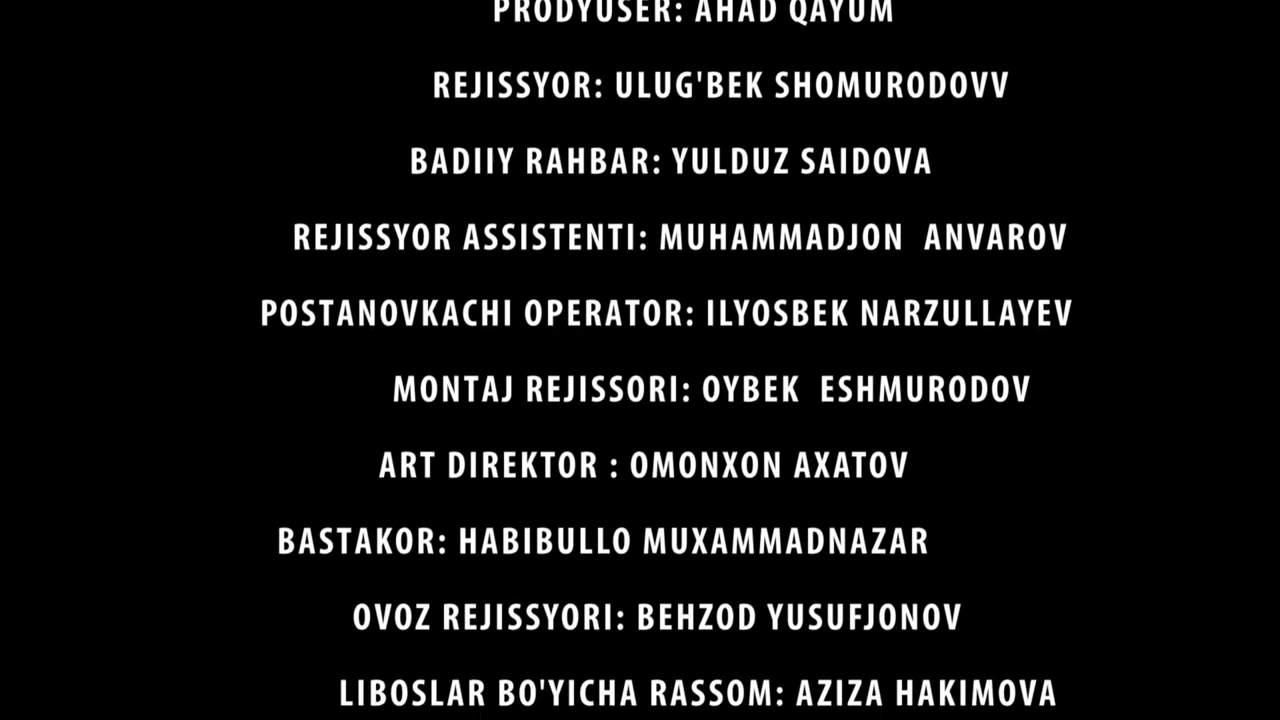 PRODYUSER: AHAD QAYUM
REJISSYOR: ULUG'BEK SHOMURODOVV
BADIIY RAHBAR: YULDUZ SAIDOVA
REJISSYOR ASSISTENTI: MUHAMMADJON  ANVAROV
POSTANOVKACHI OPERATOR: ILYOSBEK NARZULLAYEV
MONTAJ REJISSORI: OYBEK  ESHMURODOV
ART DIREKTOR : OMONXON AXATOV
BASTAKOR: HABIBULLO MUXAMMADNAZAR
OVOZ REJISSYORI: BEHZOD YUSUFJONOV
LIBOSLAR BO'YICHA RASSOM: AZIZA HAKIMOVA